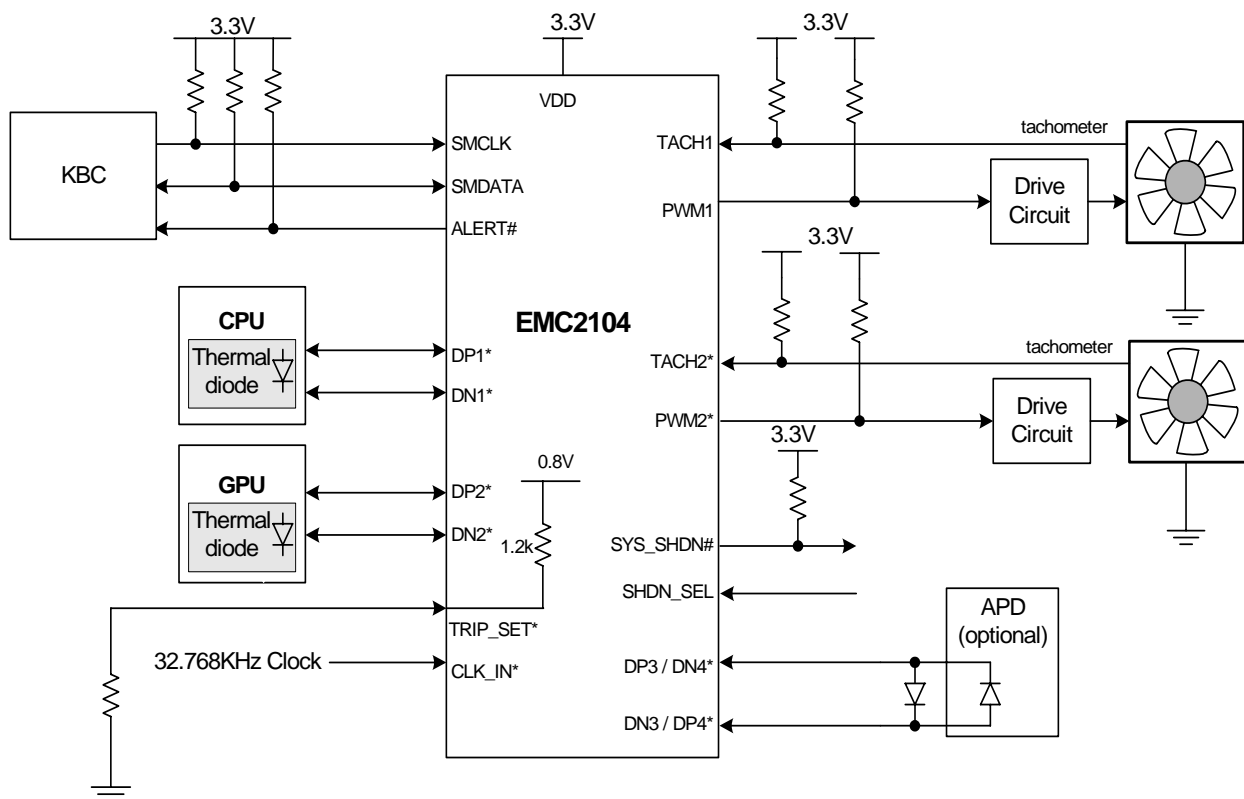 3.3V
3.3V
3.3V
VDD
KBC
SMCLK
SMDATA
ALERT#
TACH1
PWM1
tachometer
Drive
Circuit
3.3V
CPU
Thermal
diode
DP1*
DN1*
EMC2104
TACH2*
PWM2*
tachometer
Drive
Circuit
3.3V
GPU
Thermal
diode
DP2*
DN2*
0.8V
1.2k
SYS_SHDN#
SHDN_SEL
TRIP_SET*
32.768KHz Clock
CLK_IN*
DP3 / DN4*
DN3 / DP4*
APD
(optional)